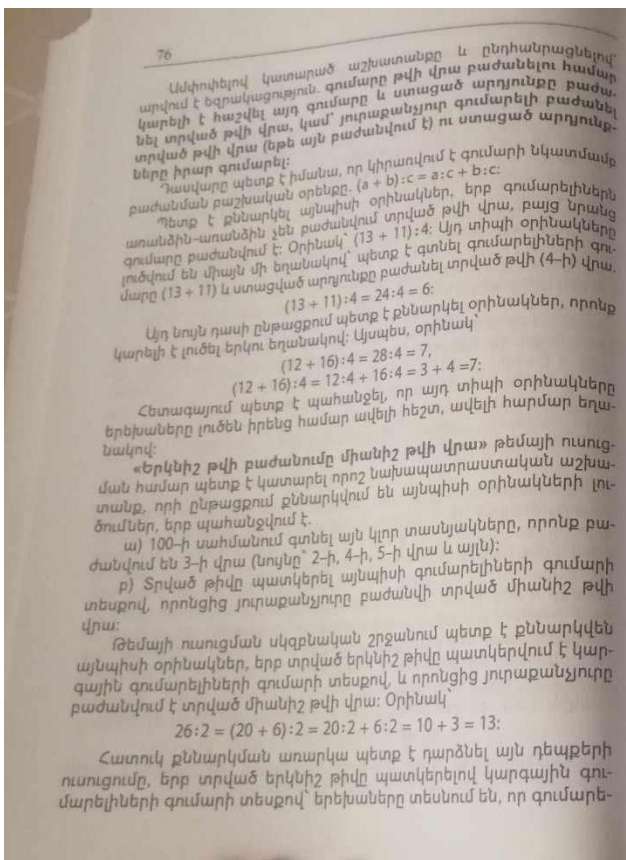 76
Ամփոփելով կատարած աշխատանքը և ընդհանրացնելով՝
արվում է եզրակացություն. գումարը թվի վրա բաժանելու համար
կարելի է հաշվել այդ գումարը և ստացած արդյունքը բաժա-
նել տրված թվի վրա, կամ՝ յուրաքանչյուր գումարելի բաժանել
տրված թվի վրա (եթե այն բաժանվում է) ու ստացած արդյունք-
ները իրար գումարել:
Դասվարը պետք է իմանա, որ կիրառվում է գումարի նկատմամբ
բաժանման բաշխական օրենքը. (a + b):c = a:c + b:c:
Պետք է քննարկել այնպիսի օրինակներ, երբ գումարելիներն
առանձին-առանձին չեն բաժանվում տրված թվի վրա, բայց նրանց
գումարը բաժանվում է: Օրինակ՝ (13 + 11):4: Այդ տիպի օրինակները
լուծվում են միայն մի եղանակով՝ պետք է գտնել գումարելիների գու-
մարը (13 + 11) և ստացված արդյունքը բաժանել տրված թվի (4-ի) վրա.
(13 + 11):4 = 24:4 = 6:
Այդ նույն դասի ընթացքում պետք է քննարկել օրինակներ, որոնք
կարելի է լուծել երկու եղանակով: Այսպես, օրինակ՝
(12 + 16):4 = 28:4 = 7,
(12 + 16):4 = 12:4 + 16:4 = 3 + 4 =7:
Հետագայում պետք է պահանջել, որ այդ տիպի օրինակները
երեխաները լուծեն իրենց համար ավելի հեշտ, ավելի հարմար եղա-
նակով:
«Երկնիշ թվի բաժանումը միանիշ թվի վրա» թեմայի ուսուց-
ման համար պետք է կատարել որոշ նախապատրաստական աշխա-
տանք, որի ընթացքում քննարկվում են այնպիսի օրինակների լու-
ծումներ, երբ պահանջվում է.
ա) 100-ի սահմանում գտնել այն կլոր տասնյակները, որոնք բա-
ժանվում են 3-ի վրա (նույնը՝ 2-ի, 4-ի, 5-ի վրա և այլն):
բ) Տրված թիվը պատկերել այնպիսի գումարելիների գումարի
տեսքով, որոնցից յուրաքանչյուրը բաժանվի տրված միանիշ թվի
վրա:
Թեմայի ուսուցման սկզբնական շրջանում պետք է քննարկվեն
այնպիսի օրինակներ, երբ տրված երկնիշ թիվը պատկերվում է կար-
գային գումարելիների գումարի տեսքով, և որոնցից յուրաքանչյուրը
բաժանվում է տրված միանիշ թվի վրա: Օրինակ՝
26:2 = (20 + 6):2 = 20:2 + 6:2 = 10 + 3 = 13:
Հատուկ քննարկման առարկա պետք է դարձնել այն դեպքերի
ուսուցումը, երբ տրված երկնիշ թիվը պատկերելով կարգային գու-
մարելիների գումարի տեսքով՝ երեխաները տեսնում են, որ գումարե-